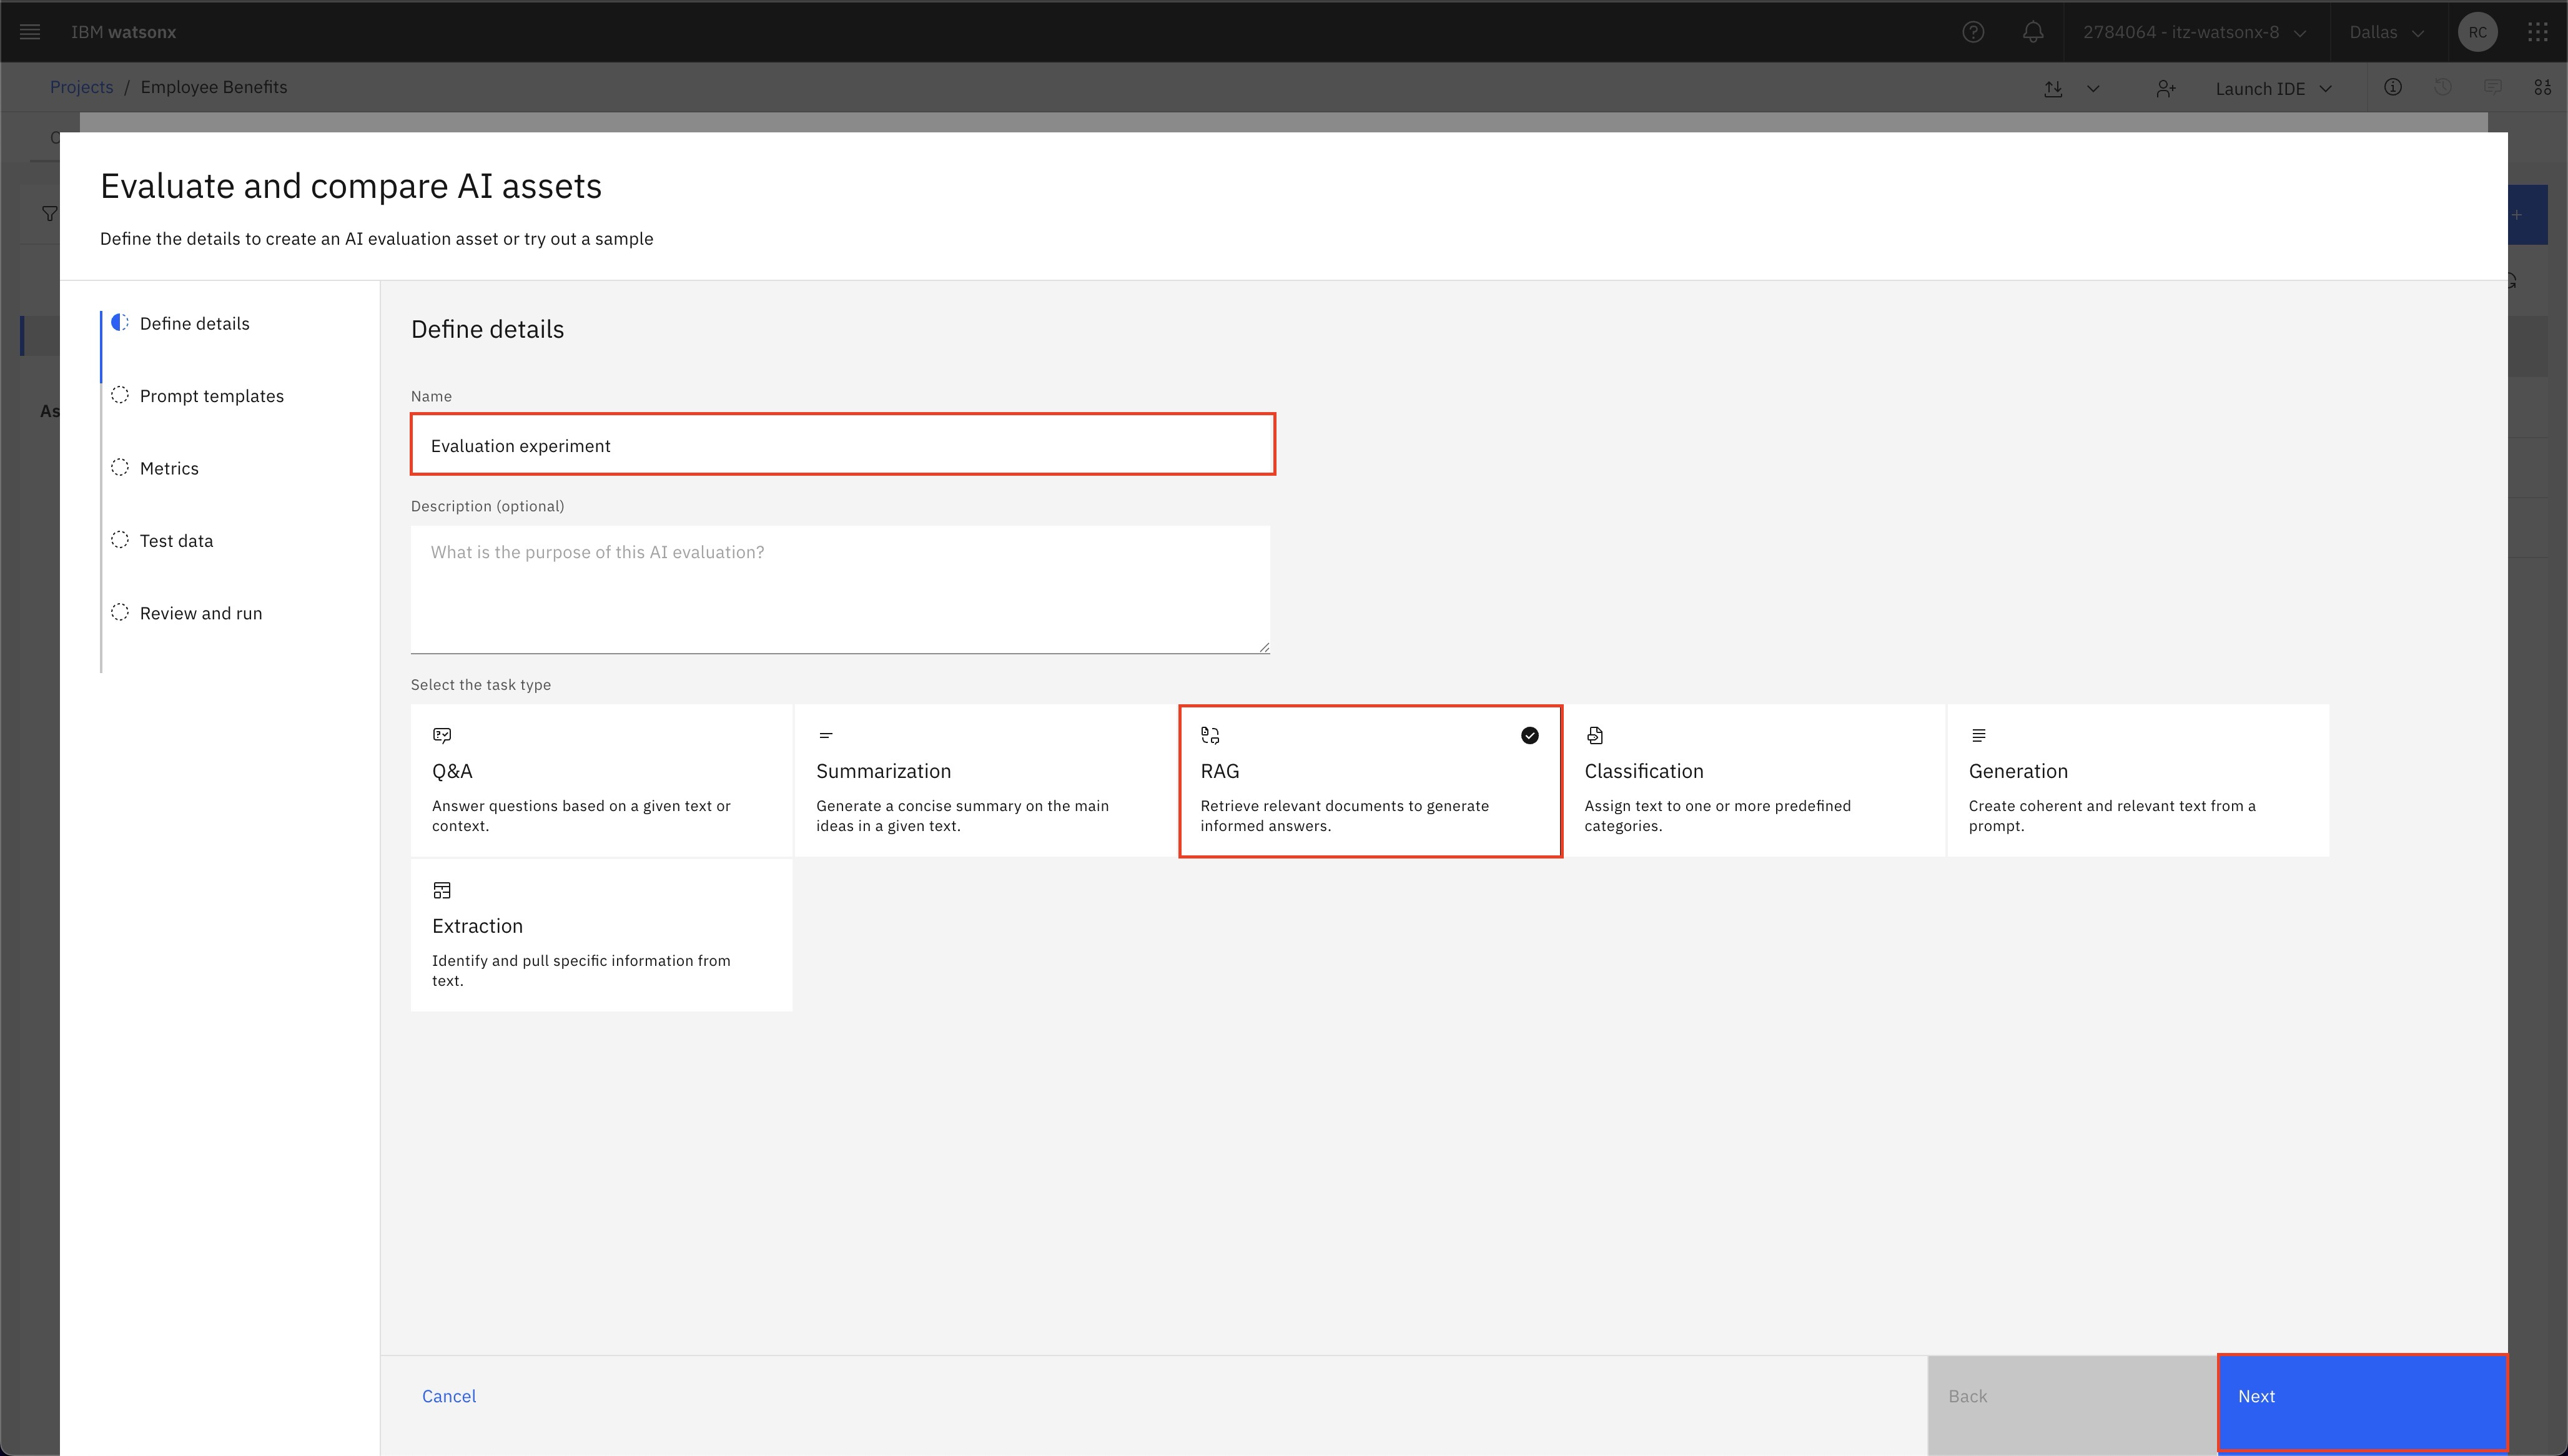 IBM watsonx
2784064 - itz-watsonx-8
Dallas
RC
Projects / Employee Benefits
Launch IDE
Evaluate and compare AI assets
Define the details to create an AI evaluation asset or try out a sample
Define details
Prompt templates
Metrics
Test data
Review and run
As
Define details
Name
Evaluation experiment
Description (optional)
What is the purpose of this AI evaluation?
Select the task type
Q&A
Answer questions based on a given text or
context.
Summarization
Generate a concise summary on the main
ideas in a given text.
RAG
Retrieve relevant documents to generate
informed answers.
Classification
Assign text to one or more predefined
categories.
Generation
Create coherent and relevant text from a
prompt.
Extraction
Identify and pull specific information from
text.
Cancel
Back
Next